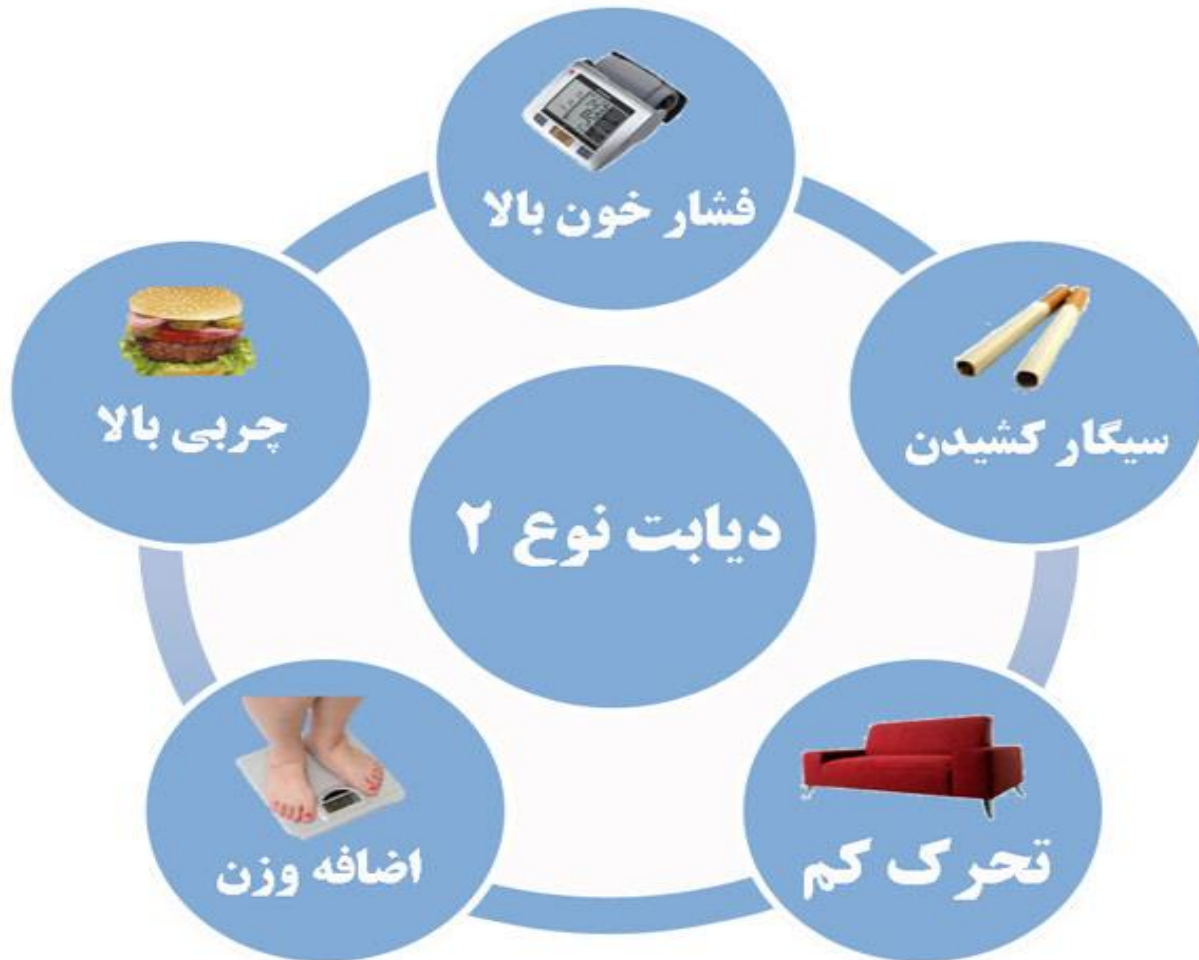 فشار خون بالا
سیگار کشیدن
چربی بالا
دیابت نوع ۲
تحرک کم
اضافه وزن